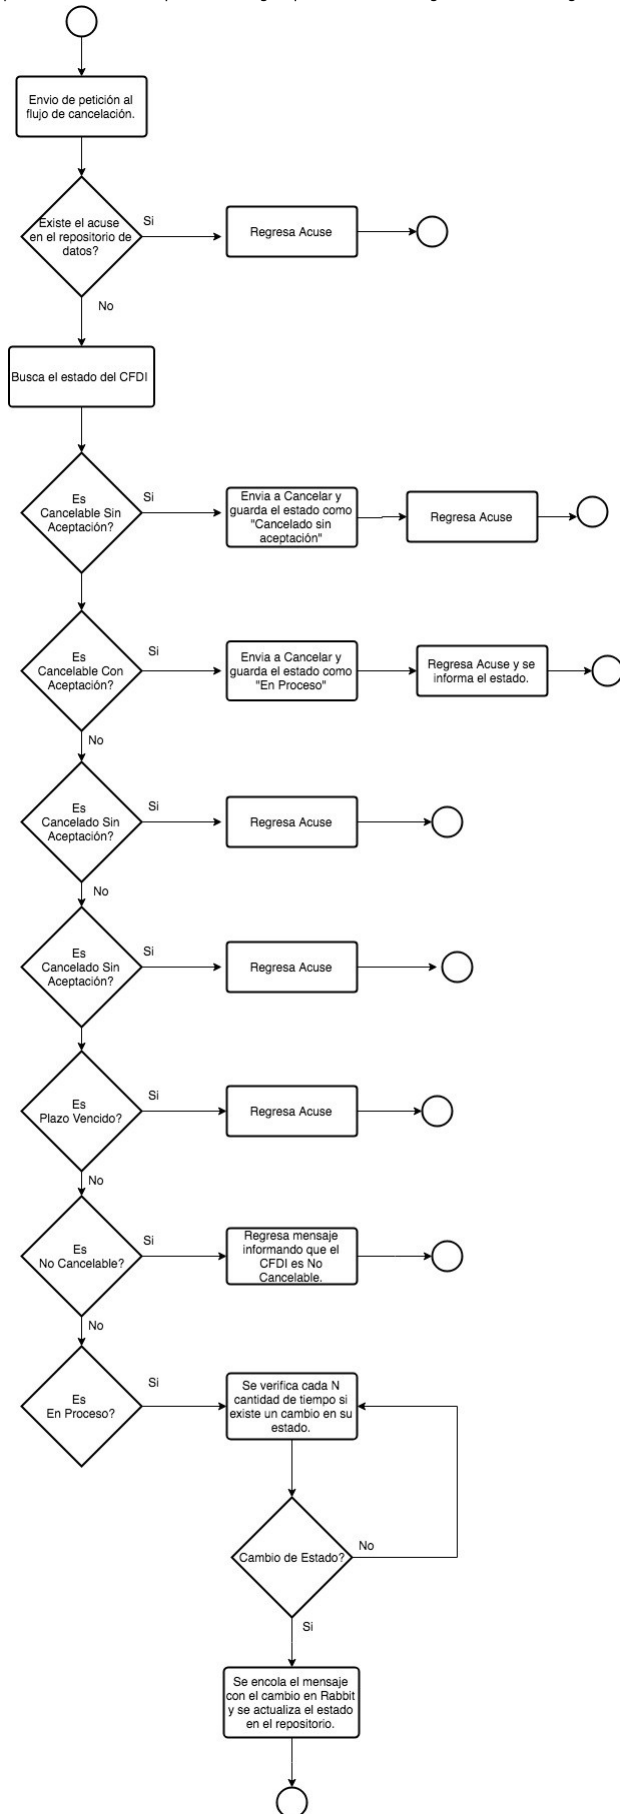 Envio de petición al
flujo de cancelación.
Existe el acuse
en el repositorio de
datos?
Si
Regresa Acuse
No
Busca el estado del CFDI
Es
Cancelable Sin
Aceptación?
Si
Envia a Cancelar y
guarda el estado como
"Cancelado sin
aceptación"
Regresa Acuse
Es
Cancelable Con
Aceptación?
Si
Envia a Cancelar y
guarda el estado como
"En Proceso"
Regresa Acuse y se
informa el estado.
No
Es
Cancelado Sin
Aceptación?
Si
Regresa Acuse
No
Es
Cancelado Sin
Aceptación?
Si
Regresa Acuse
Es
Plazo Vencido?
Si
Regresa Acuse
No
Es
No Cancelable?
Si
Regresa mensaje
informando que el
CFDI es No
Cancelable.
No
Es
En Proceso?
Si
Se verifica cada N
cantidad de tiempo si
existe un cambio en su
estado.
Cambio de Estado?
No
Si
Se encola el mensaje
con el cambio en Rabbit
y se actualiza el estado
en el repositorio.